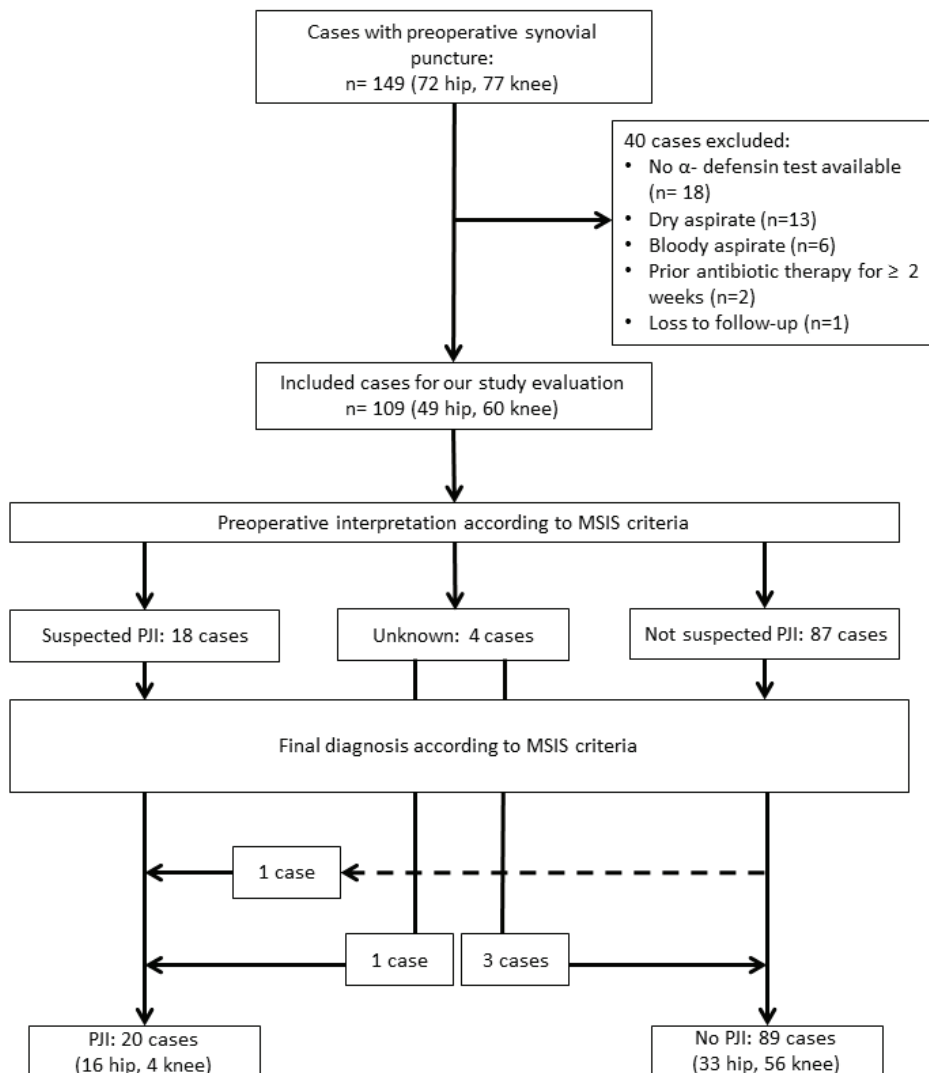 Cases with preoperative synovial
puncture:
n= 149 (72 hip, 77 knee)
40 cases excluded:
• No α- defensin test available
(n= 18)
• Dry aspirate (n=13)
• Bloody aspirate (n=6)
• Prior antibiotic therapy for ≥ 2
weeks (n=2)
• Loss to follow-up (n=1)
Included cases for our study evaluation
n= 109 (49 hip, 60 knee)
Preoperative interpretation according to MSIS criteria
Suspected PJI: 18 cases
Unknown: 4 cases
Not suspected PJI: 87 cases
Final diagnosis according to MSIS criteria
1 case
1 case
3 cases
PJI: 20 cases
(16 hip, 4 knee)
No PJI: 89 cases
(33 hip, 56 knee)